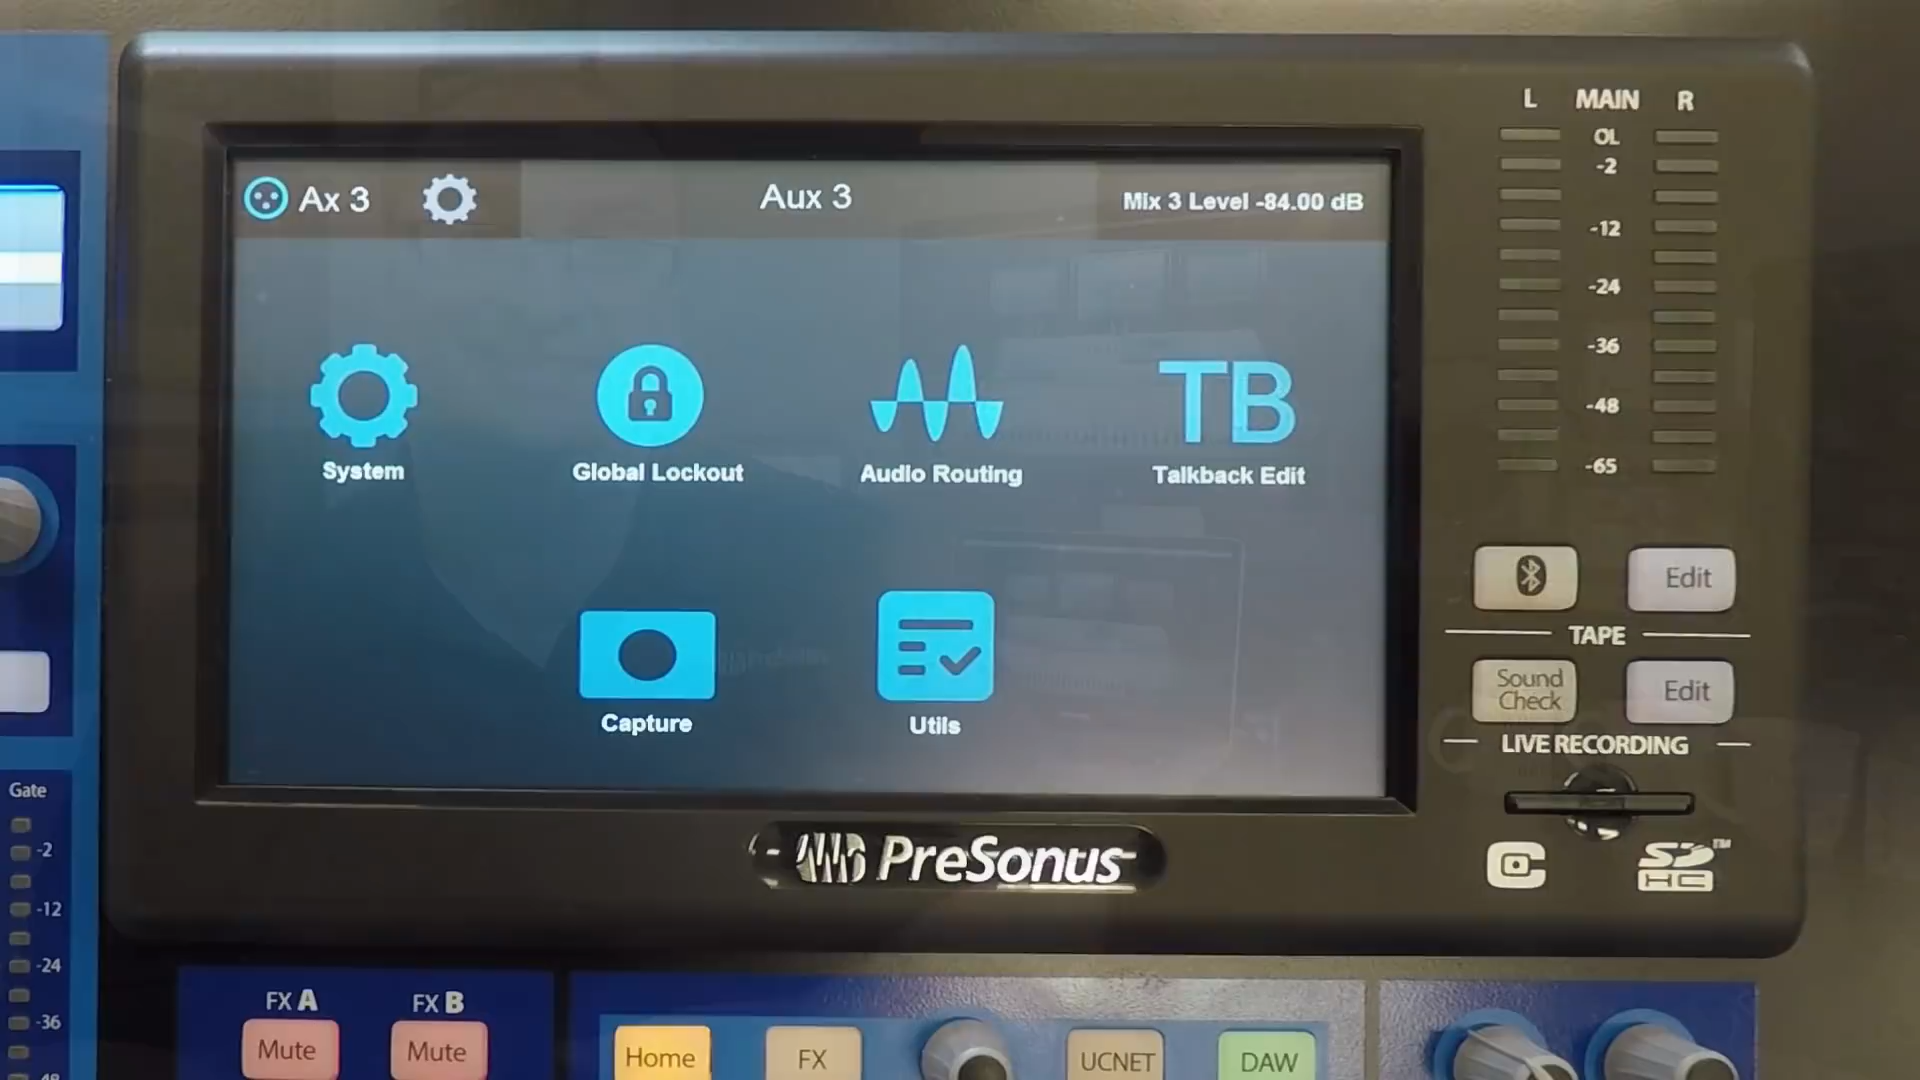 L MAIN R
OL
-2
-12
-24
-36
-48
-65
Ax 3
Aux 3
Mix 3 Level -84.00 dB
System
Global Lockout
Audio Routing
TB
Talkback Edit
Capture
Utils
Edit
TAPE
Sound
Check
Edit
LIVE RECORDING
PreSonus
SD™
HC
Gate
-2
-12
-24
-36
FX A
FX B
Mute
Mute
Home
FX
UCNET
DAW